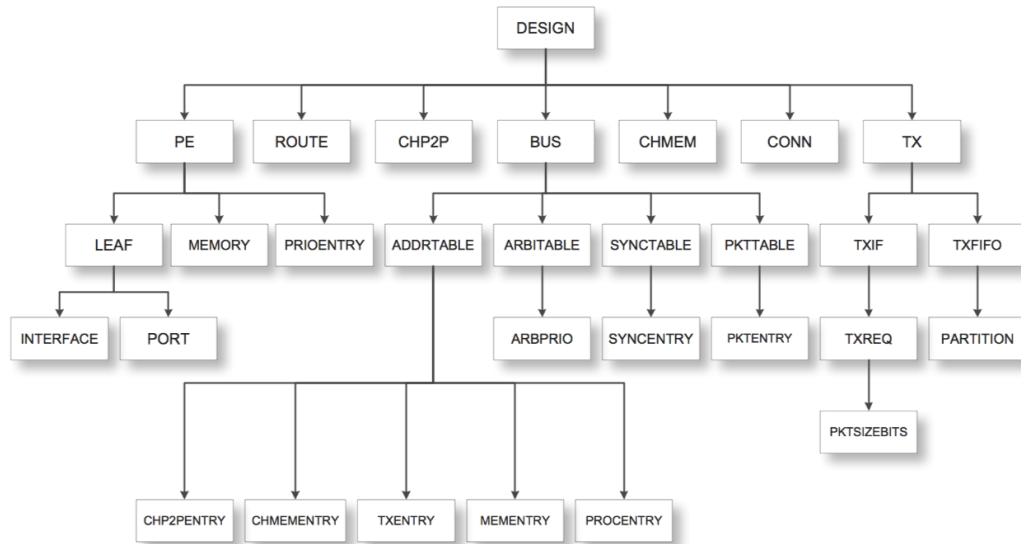 DESIGN
PE
ROUTE
CHP2P
BUS
CHMEM
CONN
TX
LEAF
MEMORY
PRIOENTRY
ADDRTABLE
ARBITABLE
SYNCTABLE
PKTTABLE
TXIF
TXFIFO
INTERFACE
PORT
ARBPRIO
SYNCENTRY
PKTENTRY
TXREQ
PARTITION
PKTSIZEBITS
CHP2PENTRY
CHMEMENTRY
TXENTRY
MEMENTRY
PROCENTRY